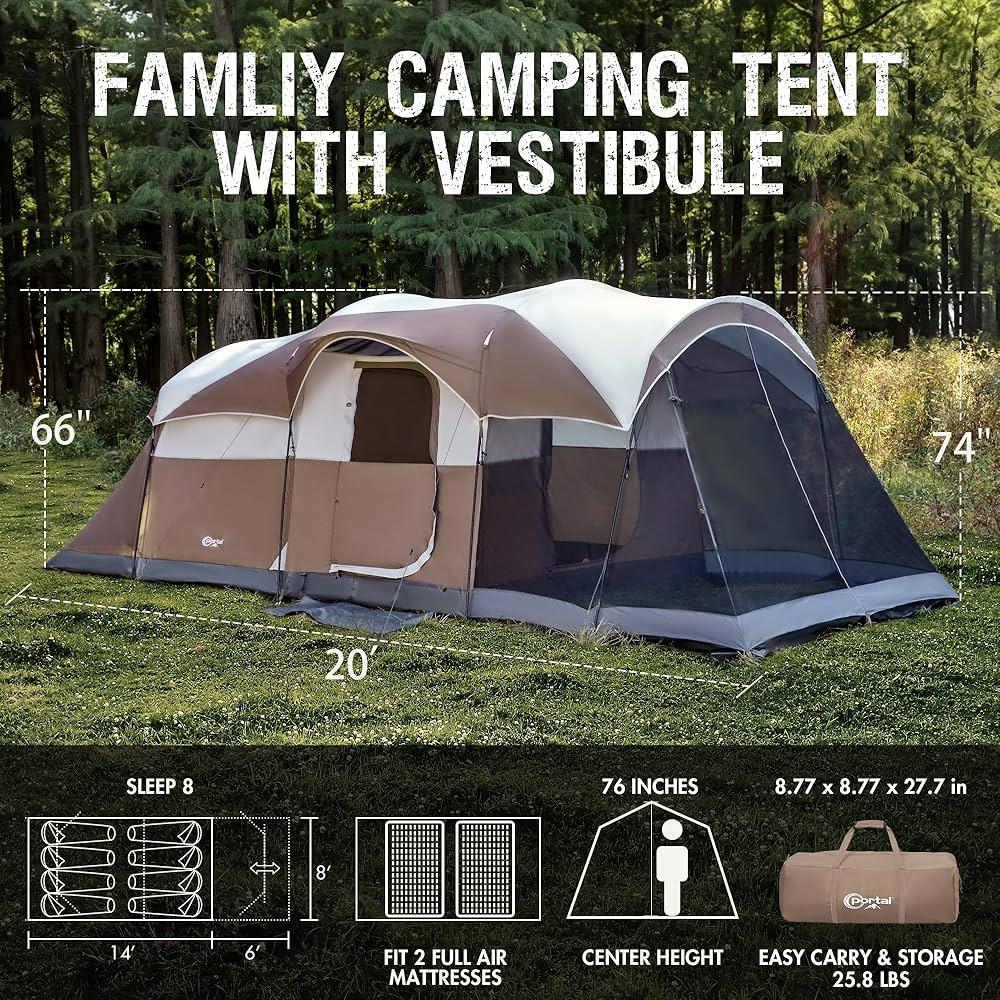 FAMLIY CAMPING TENT
WITH VESTIBULE
66"
74"
portal
20′
SLEEP 8
8′
14′
6′
FIT 2 FULL AIR
MATTRESSES
76 INCHES
CENTER HEIGHT
8.77 x 8.77 x 27.7 in
portal
EASY CARRY & STORAGE
25.8 LBS